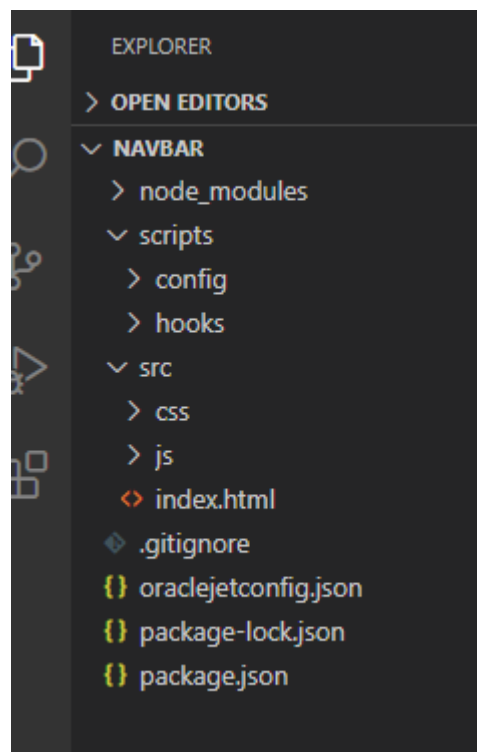 EXPLORER
OPEN EDITORS
NAVBAR
node_modules
scripts
config
hooks
src
css
js
index.html
.gitignore
oraclejetconfig.json
package-lock.json
package.json